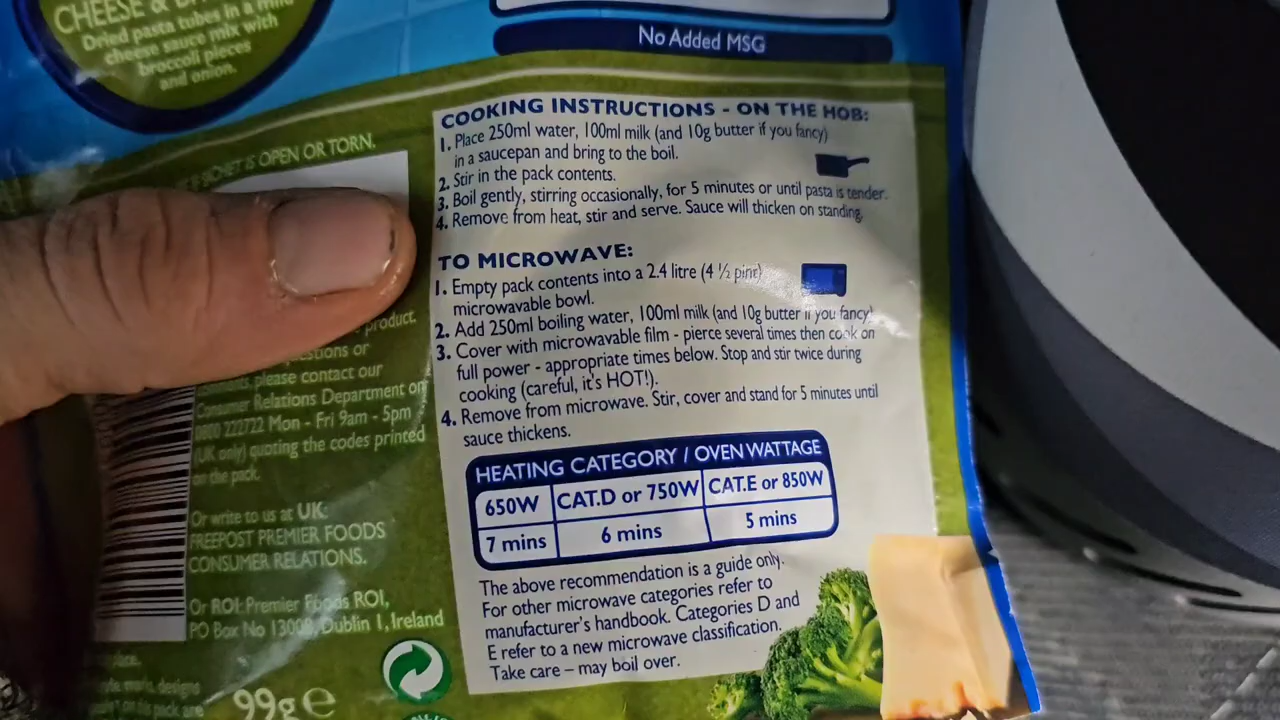 CHEESE &
Dried pasta tubes in a mild
cheese sauce mix with
broccoli pieces
and onion.
No Added MSG
SACHET IS OPEN OR TORN.
COOKING INSTRUCTIONS - ON THE HOB:
1. Place 250ml water, 100ml milk (and 10g butter if you fancy)
in a saucepan and bring to the boil.
2. Stir in the pack contents.
3. Boil gently, stirring occasionally, for 5 minutes or until pasta is tender.
4. Remove from heat, stir and serve. Sauce will thicken on standing.
TO MICROWAVE:
1. Empty pack contents into a 2.4 litre (4 ½ pint)
microwavable bowl.
2. Add 250ml boiling water, 100ml milk (and 10g butter if you fancy)
3. Cover with microwavable film - pierce several times then cook on
full power - appropriate times below. Stop and stir twice during
cooking (careful, it's HOT!).
4. Remove from microwave. Stir, cover and stand for 5 minutes until
sauce thickens.
HEATING CATEGORY / OVEN WATTAGE
650W CAT.D or 750W CAT.E or 850W
7 mins 6 mins 5 mins
The above recommendation is a guide only.
For other microwave categories refer to
manufacturer's handbook. Categories D and
E refer to a new microwave classification.
Take care – may boil over.
product.
or
please contact our
Consumer Relations Department on
0800 222722 Mon - Fri 9am - 5pm
(UK only) quoting the codes printed
on the pack.
Or write to us at UK:
FREEPOST PREMIER FOODS
CONSUMER RELATIONS.
Or ROI: Premier Foods ROI,
PO Box No 13008, Dublin 1, Ireland
place.
designs
on this pack are
99g e